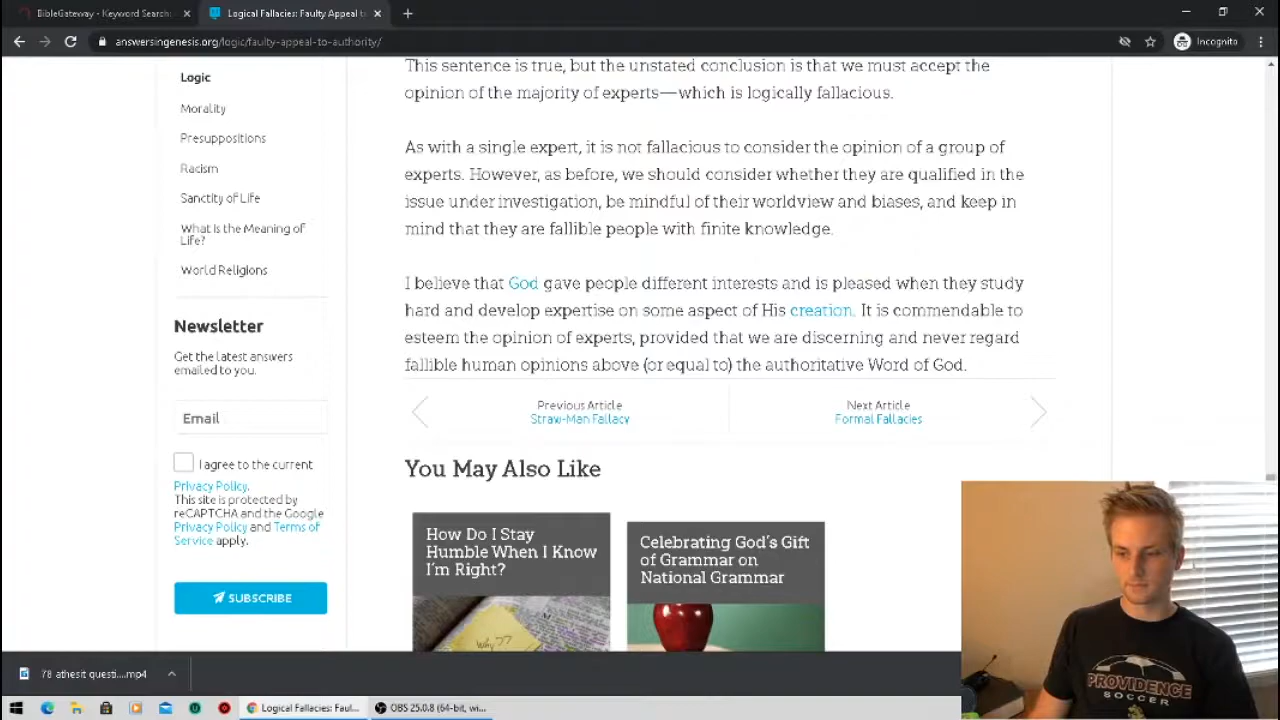 BibleGateway - Keyword Search:
Logical Fallacies: Faulty Appeal to
answersingenesis.org/logic/faulty-appeal-to-authority/
Incognito
Logic
Morality
Presuppositions
Racism
Sanctity of Life
What Is the Meaning of
Life?
World Religions
Newsletter
Get the latest answers
emailed to you.
Email
I agree to the current
Privacy Policy.
This site is protected by
reCAPTCHA and the Google
Privacy Policy and Terms of
Service apply.
SUBSCRIBE
This sentence is true, but the unstated conclusion is that we must accept the
opinion of the majority of experts—which is logically fallacious.
As with a single expert, it is not fallacious to consider the opinion of a group of
experts. However, as before, we should consider whether they are qualified in the
issue under investigation, be mindful of their worldview and biases, and keep in
mind that they are fallible people with finite knowledge.
I believe that God gave people different interests and is pleased when they study
hard and develop expertise on some aspect of His creation. It is commendable to
esteem the opinion of experts, provided that we are discerning and never regard
fallible human opinions above (or equal to) the authoritative Word of God.
Previous Article
Straw-Man Fallacy
Next Article
Formal Fallacies
You May Also Like
How Do I Stay
Humble When I Know
I'm Right?
Why??
Celebrating God's Gift
of Grammar on
National Grammar
PROVIDENCE
SOCCER
78 athesit questi....mp4
Logical Fallacies: Faul...
OBS 25.0.8 (64-bit, wi...